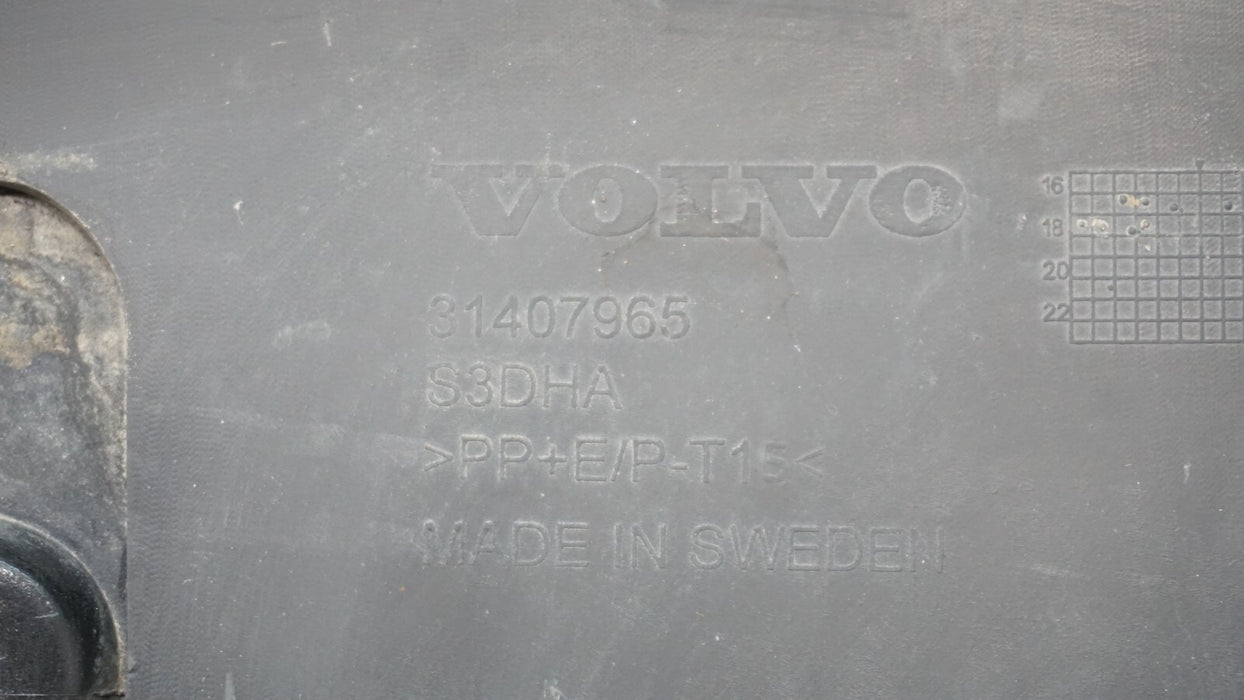 VOLVO
31407965
S3DHA
>PP+E/P-T15<
MADE IN SWEDEN
16
18
20
22